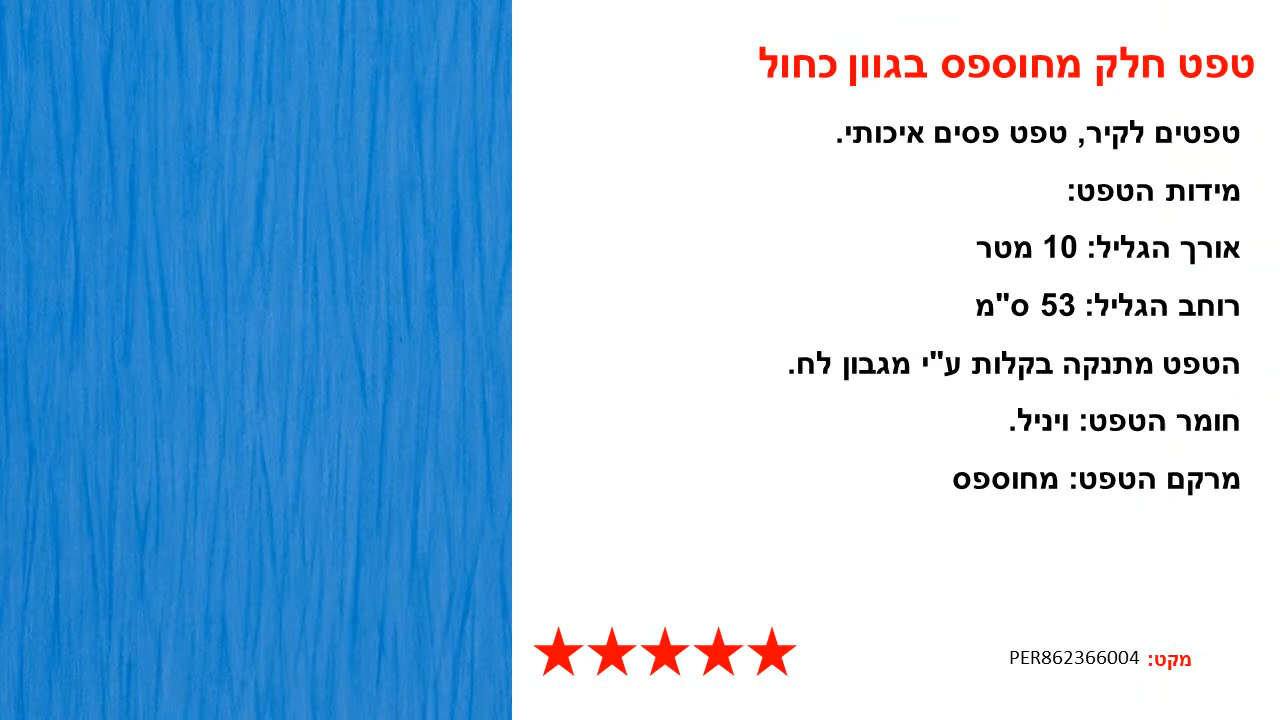 טפט חלק מחוספס בגוון כחול
טפטים לקיר, טפט פסים איכותי.
מידות הטפט:
אורך הגליל: 10 מטר
רוחב הגליל: 53 ס"מ
הטפט מתנקה בקלות ע"י מגבון לח.
חומר הטפט: ויניל.
מרקם הטפט: מחוספס
מקט: PER862366004